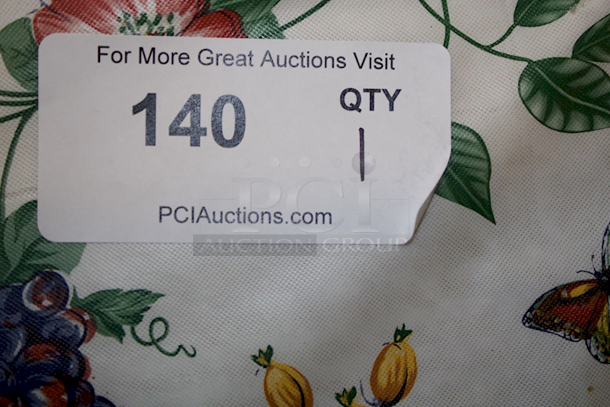 For More Great Auctions Visit
140
QTY
1
PCIAuctions.com
PCI
AUCTION GROUP